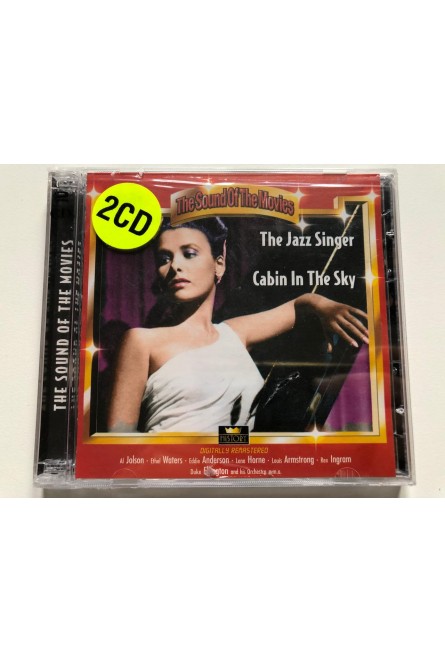 2CD
The Sound Of The Movies
The Jazz Singer
Cabin In The Sky
THE SOUND OF THE MOVIES
HISTORY
DIGITALLY REMASTERED
Al Jolson · Ethel Waters · Eddie Anderson · Lena Horne · Louis Armstrong · Rex Ingram
Duke Ellington and his Orchestra